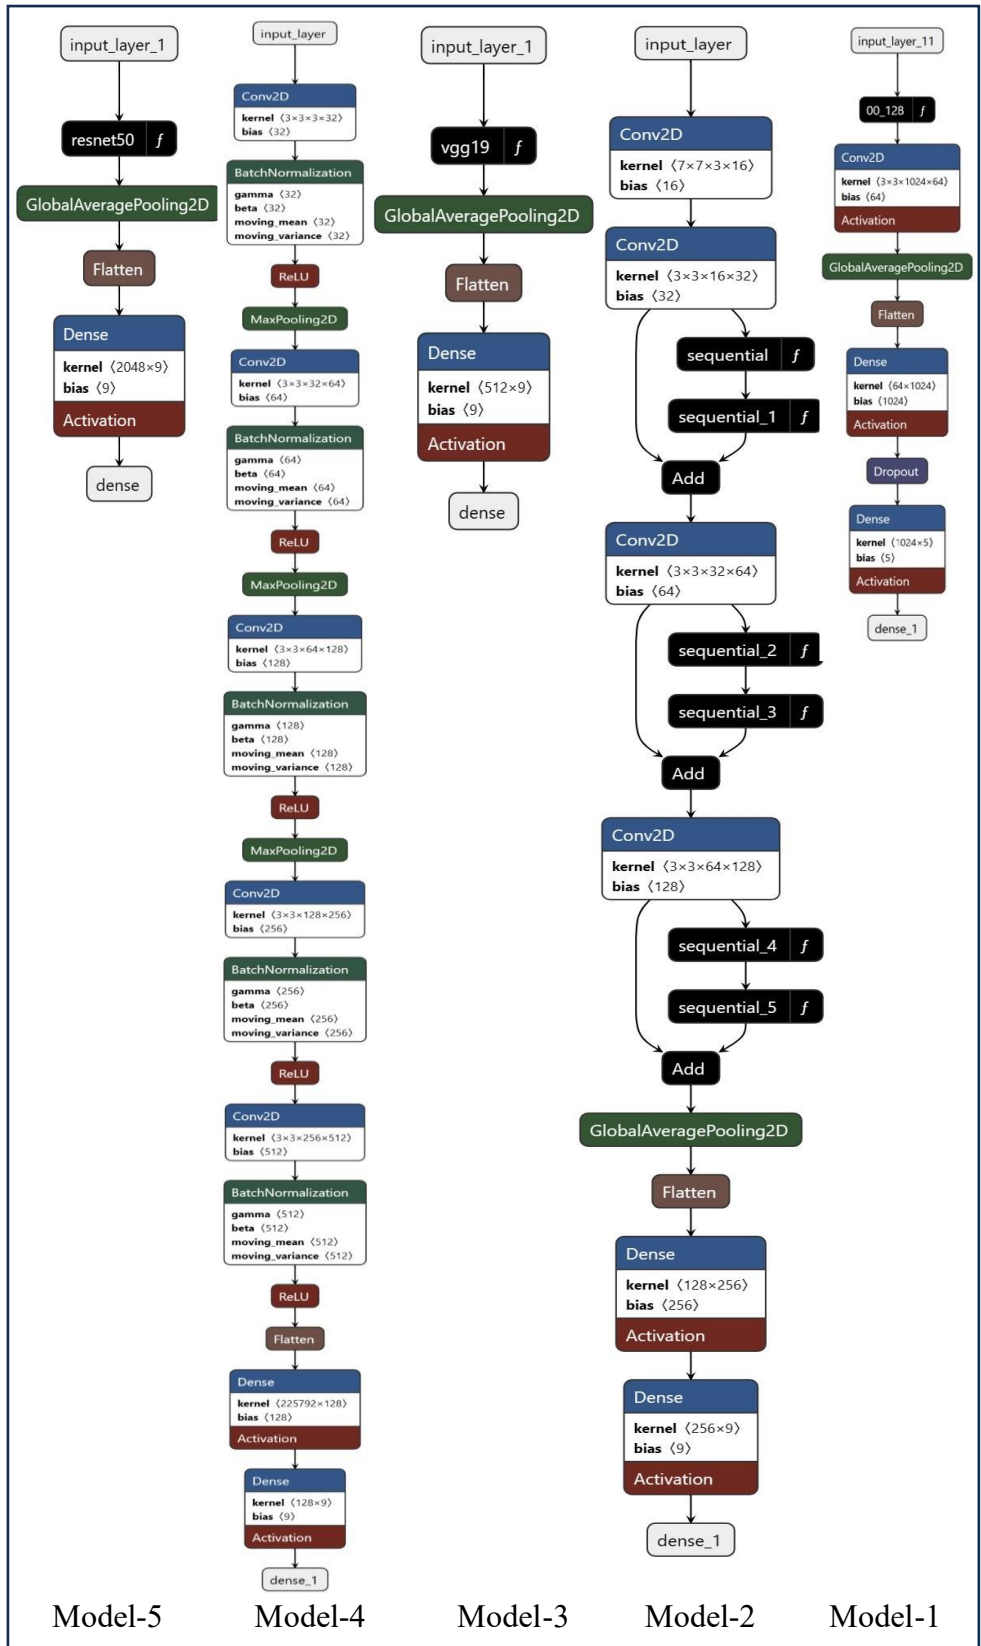 input_layer_1
resnet50 ƒ
GlobalAveragePooling2D
Flatten
Dense
kernel ⟨2048×9⟩
bias ⟨9⟩
Activation
dense
Model-5
input_layer
Conv2D
kernel ⟨3×3×3×32⟩
bias ⟨32⟩
BatchNormalization
gamma ⟨32⟩
beta ⟨32⟩
moving_mean ⟨32⟩
moving_variance ⟨32⟩
ReLU
MaxPooling2D
Conv2D
kernel ⟨3×3×32×64⟩
bias ⟨64⟩
BatchNormalization
gamma ⟨64⟩
beta ⟨64⟩
moving_mean ⟨64⟩
moving_variance ⟨64⟩
ReLU
MaxPooling2D
Conv2D
kernel ⟨3×3×64×128⟩
bias ⟨128⟩
BatchNormalization
gamma ⟨128⟩
beta ⟨128⟩
moving_mean ⟨128⟩
moving_variance ⟨128⟩
ReLU
MaxPooling2D
Conv2D
kernel ⟨3×3×128×256⟩
bias ⟨256⟩
BatchNormalization
gamma ⟨256⟩
beta ⟨256⟩
moving_mean ⟨256⟩
moving_variance ⟨256⟩
ReLU
Conv2D
kernel ⟨3×3×256×512⟩
bias ⟨512⟩
BatchNormalization
gamma ⟨512⟩
beta ⟨512⟩
moving_mean ⟨512⟩
moving_variance ⟨512⟩
ReLU
Flatten
Dense
kernel ⟨225792×128⟩
bias ⟨128⟩
Activation
Dense
kernel ⟨128×9⟩
bias ⟨9⟩
Activation
dense_1
Model-4
input_layer_1
vgg19 ƒ
GlobalAveragePooling2D
Flatten
Dense
kernel ⟨512×9⟩
bias ⟨9⟩
Activation
dense
Model-3
input_layer
Conv2D
kernel ⟨7×7×3×16⟩
bias ⟨16⟩
Conv2D
kernel ⟨3×3×16×32⟩
bias ⟨32⟩
sequential ƒ
sequential_1 ƒ
Add
Conv2D
kernel ⟨3×3×32×64⟩
bias ⟨64⟩
sequential_2 ƒ
sequential_3 ƒ
Add
Conv2D
kernel ⟨3×3×64×128⟩
bias ⟨128⟩
sequential_4 ƒ
sequential_5 ƒ
Add
GlobalAveragePooling2D
Flatten
Dense
kernel ⟨128×256⟩
bias ⟨256⟩
Activation
Dense
kernel ⟨256×9⟩
bias ⟨9⟩
Activation
dense_1
Model-2
input_layer_11
00_128 ƒ
Conv2D
kernel ⟨3×3×1024×64⟩
bias ⟨64⟩
Activation
GlobalAveragePooling2D
Flatten
Dense
kernel ⟨64×1024⟩
bias ⟨1024⟩
Activation
Dropout
Dense
kernel ⟨1024×5⟩
bias ⟨5⟩
Activation
dense_1
Model-1